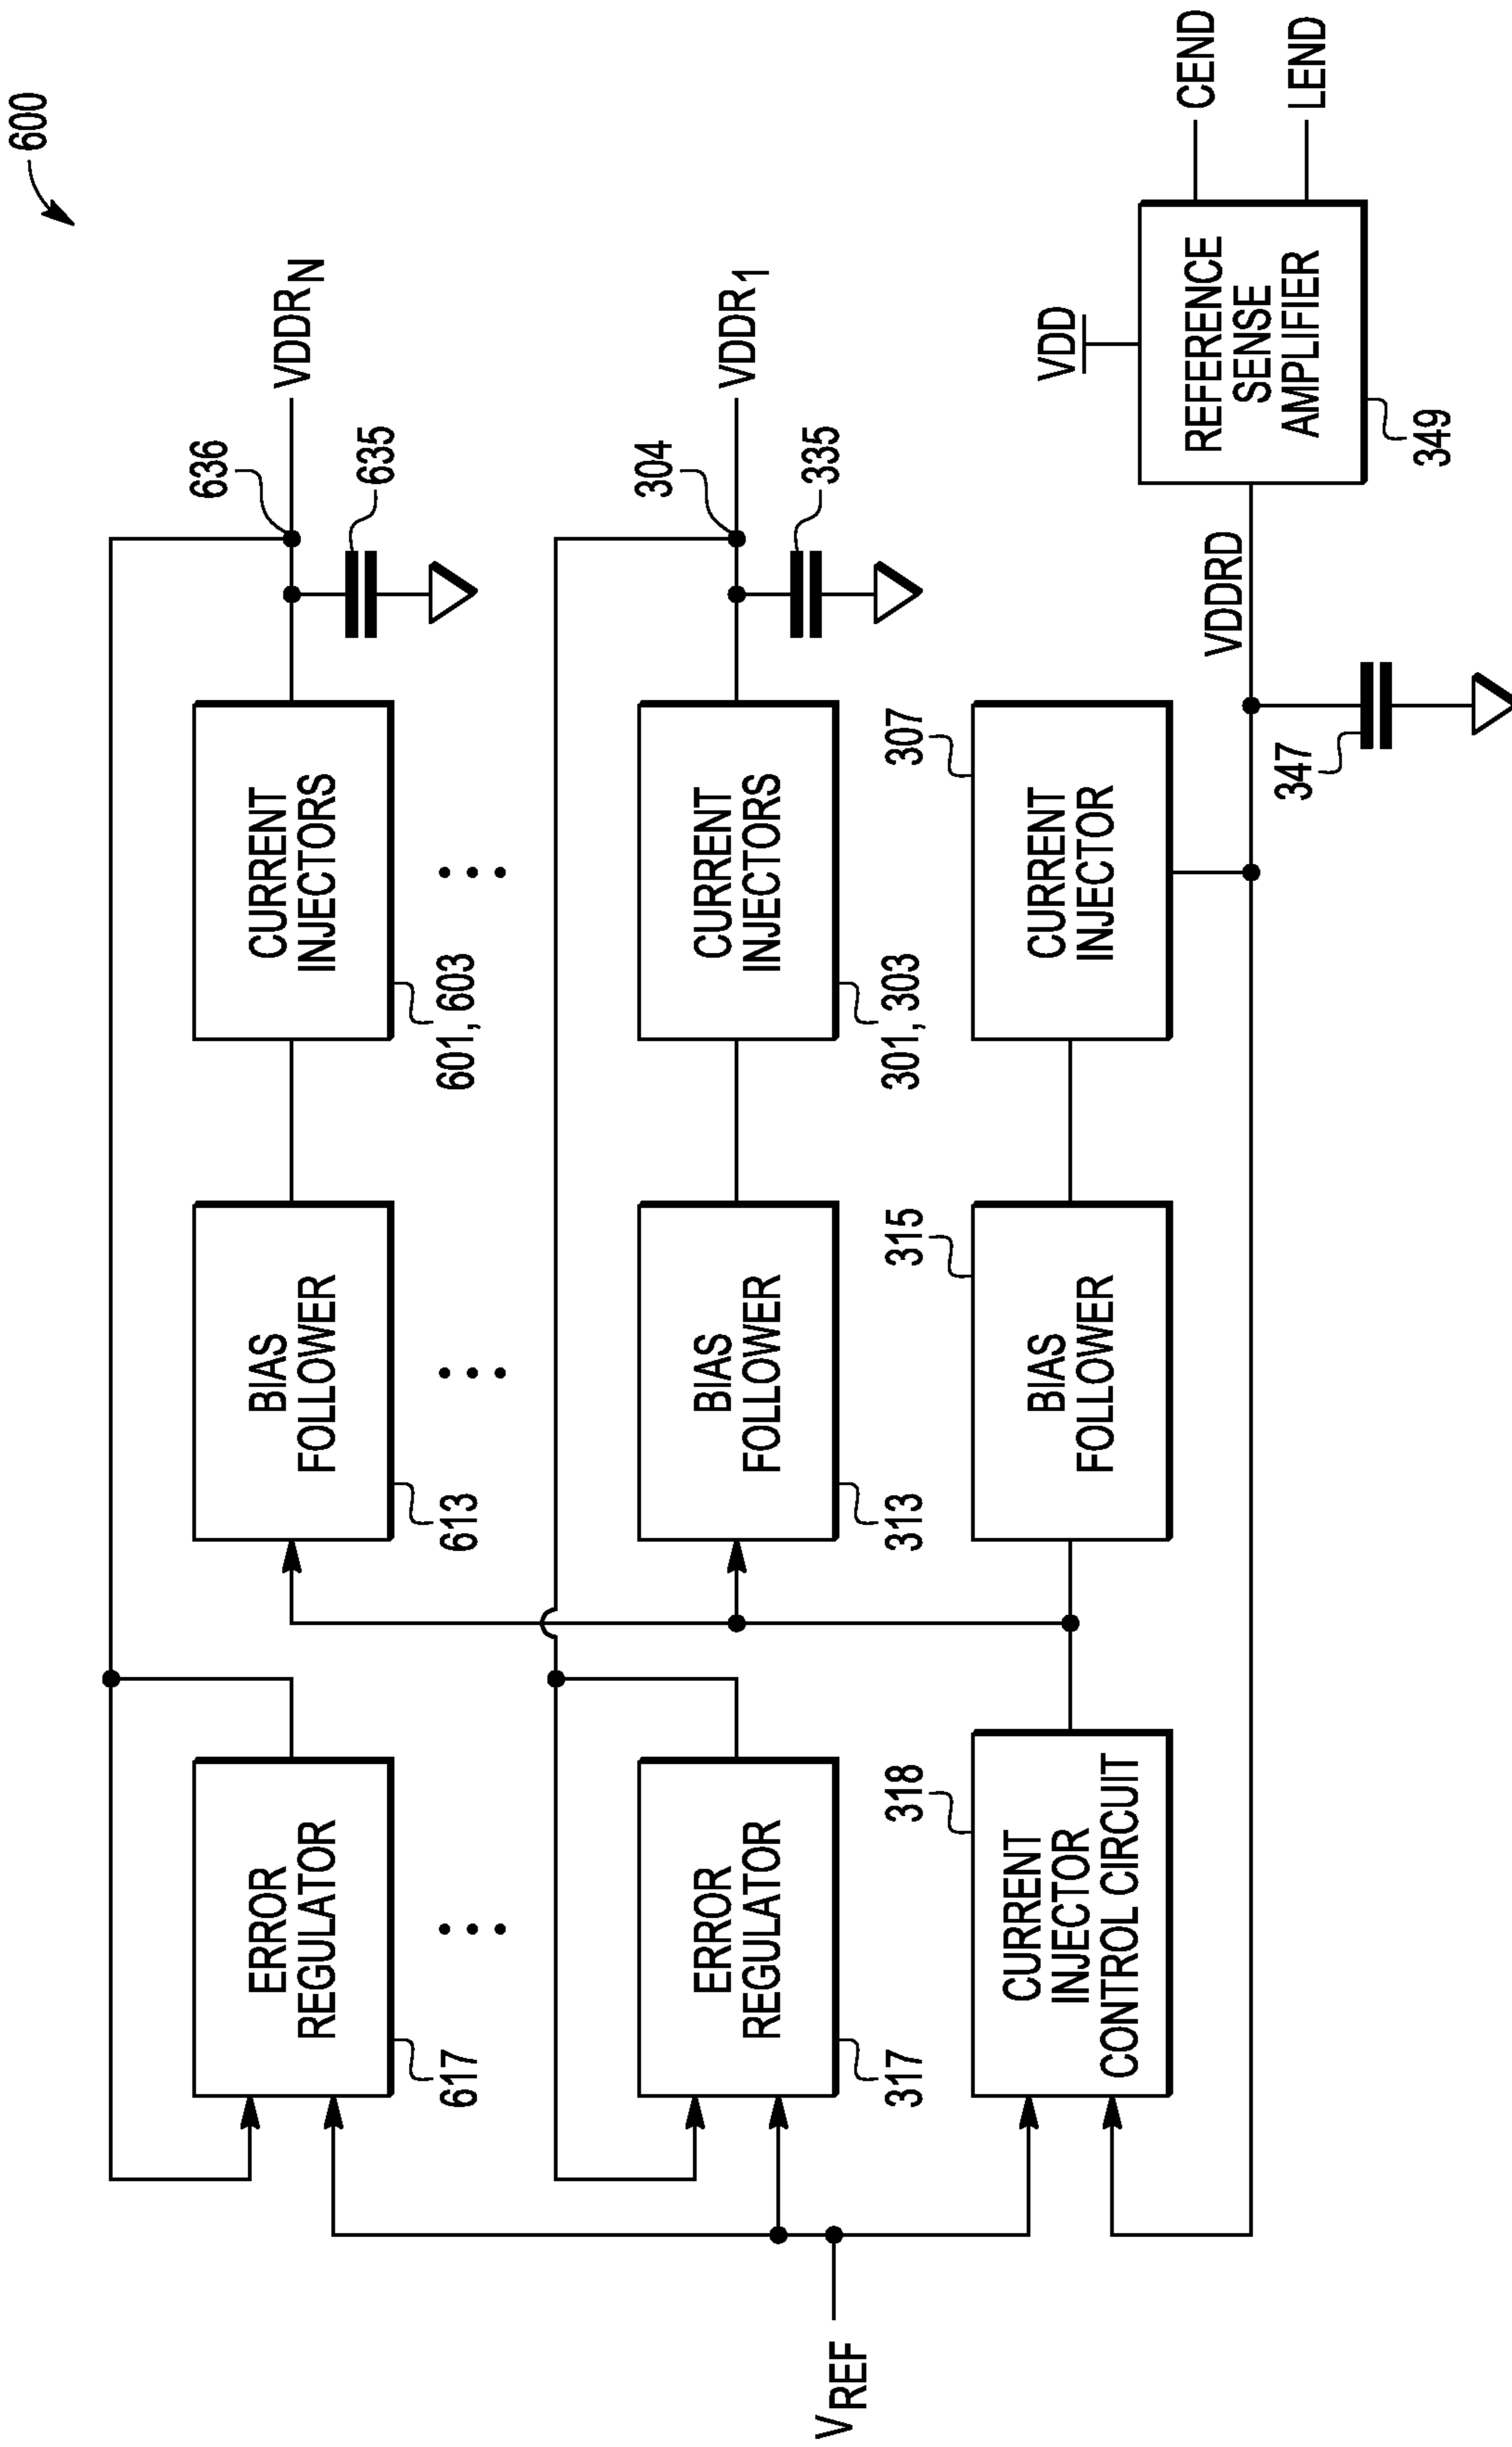 600
636
VDDRN
ERROR
REGULATOR
617
BIAS
FOLLOWER
613
CURRENT
INJECTORS
601, 603
635
304
VDDR1
ERROR
REGULATOR
317
BIAS
FOLLOWER
313
CURRENT
INJECTORS
301, 303
335
VREF
318
CURRENT
INJECTOR
CONTROL CIRCUIT
315
BIAS
FOLLOWER
307
CURRENT
INJECTOR
VDD
VDDRD
347
REFERENCE
SENSE
AMPLIFIER
349
CEND
LEND